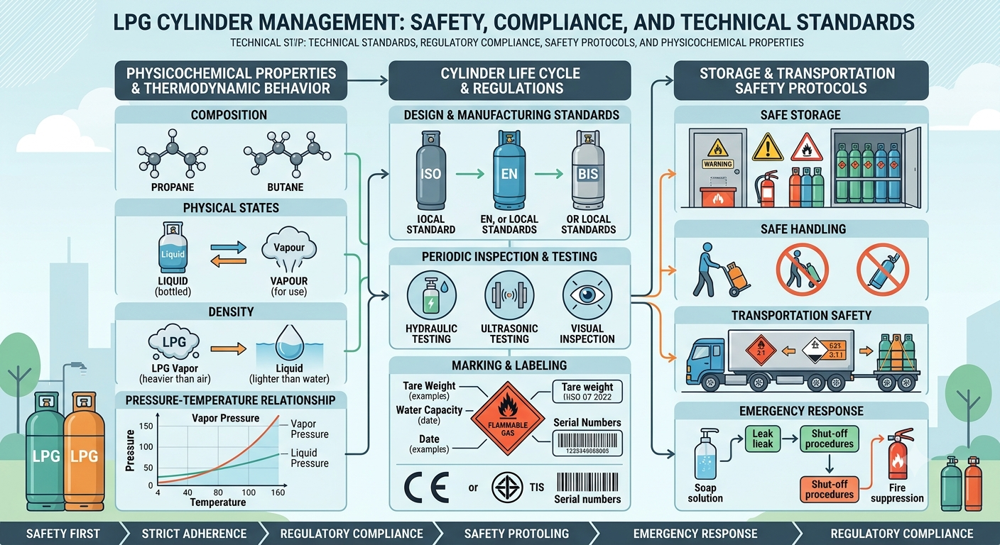 LPG CYLINDER MANAGEMENT: SAFETY, COMPLIANCE, AND TECHNICAL STANDARDS
TECHNICAL : TECHNICAL STANDARDS, REGULATORY COMPLIANCE, SAFETY PROTOCOLS, AND PHYSICOCHEMICAL PROPERTIES
PHYSICOCHEMICAL PROPERTIES
& THERMODYNAMIC BEHAVIOR
COMPOSITION
PROPANE
BUTANE
PHYSICAL STATES
Liquid
Vapour
LIQUID
(bottled)
VAPOUR
(for use)
DENSITY
LPG
LPG Vapor
(heavier than air)
Liquid
(lighter than water)
PRESSURE-TEMPERATURE RELATIONSHIP
Vapor Pressure
Pressure
150
100
50
0
4
40
80
100
160
Temperature
Vapor
Pressure
Liquid
Pressure
LPG
LPG
CYLINDER LIFE CYCLE
& REGULATIONS
DESIGN & MANUFACTURING STANDARDS
ISO
EN
BIS
IOCAL
STANDARD
EN, or LOCAL
STANDARDS
OR LOCAL
STANDARDS
PERIODIC INSPECTION & TESTING
HYDRAULIC
TESTING
ULTRASONIC
TESTING
VISUAL
INSPECTION
MARKING & LABELING
Tare Weight
(examples)
Water Capacity
(date)
Date
(examples)
FLAMMABLE
GAS
Tare weight
07 2022
Serial Numbers
1223346068005
CE
or
TIS
Serial numbers
STORAGE & TRANSPORTATION
SAFETY PROTOCOLS
SAFE STORAGE
WARNING
SAFE HANDLING
TRANSPORTATION SAFETY
2.1
EMERGENCY RESPONSE
Soap
solution
Leak
lieak
Shut-off
procedures
Shut-off
procedures
Fire
suppression
SAFETY FIRST
STRICT ADHERENCE
REGULATORY COMPLIANCE
SAFETY PROTOLING
EMERGENCY RESPONSE
REGULATORY COMPLIANCE